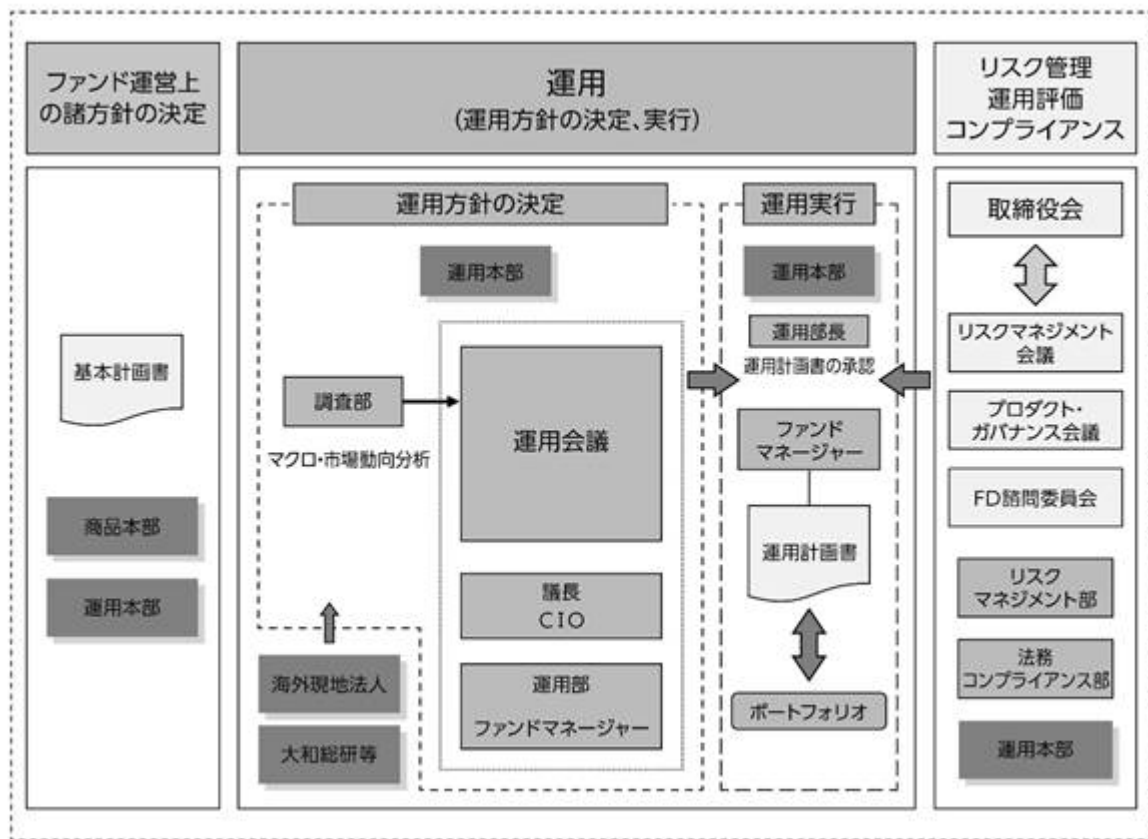 ファンド運営上
の諸方針の決定
運用
(運用方針の決定、実行)
リスク管理
運用評価
コンプライアンス
基本計画書
商品本部
運用本部
運用方針の決定
運用本部
調査部
マクロ・市場動向分析
運用会議
議長
CIO
運用部
ファンドマネージャー
海外現地法人
大和総研等
運用実行
運用本部
運用部長
運用計画書の承認
ファンド
マネージャー
運用計画書
ポートフォリオ
取締役会
リスクマネジメント
会議
プロダクト・
ガバナンス会議
FD諮問委員会
リスク
マネジメント部
法務
コンプライアンス部
運用本部